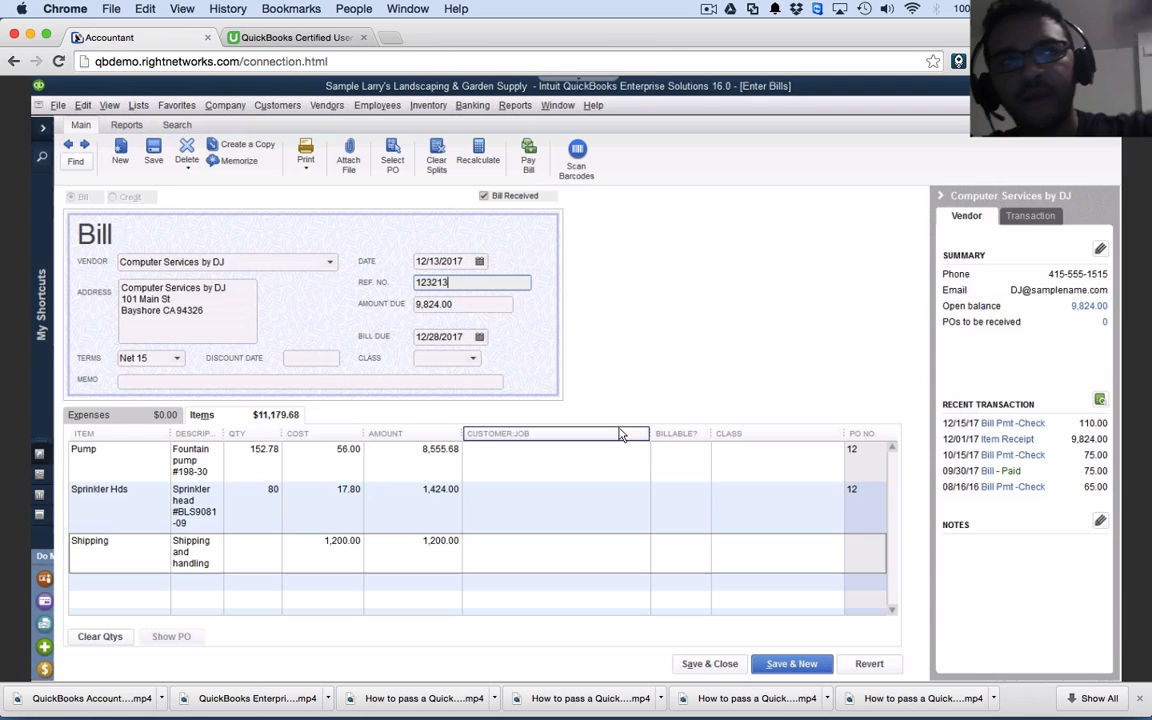 Chrome File Edit View History Bookmarks People Window Help 100
Accountant × QuickBooks Certified Use ×
qbdemo.rightnetworks.com/connection.html
Sample Larry's Landscaping & Garden Supply - Intuit QuickBooks Enterprise Solutions 16.0 - [Enter Bills]
File Edit View Lists Favorites Company Customers Vendors Employees Inventory Banking Reports Window Help
Main Reports Search
Find New Save Delete Create a Copy Memorize Print Attach File Select PO Clear Splits Recalculate Pay Bill Scan Barcodes
Bill Credit Bill Received
Bill
VENDOR Computer Services by DJ DATE 12/13/2017
REF. NO. 123213
ADDRESS Computer Services by DJ
101 Main St
Bayshore CA 94326
AMOUNT DUE 9,824.00
BILL DUE 12/28/2017
TERMS Net 15 DISCOUNT DATE CLASS
MEMO
Expenses $0.00 Items $11,179.68
ITEM DESCRIP... QTY COST AMOUNT CUSTOMER:JOB BILLABLE? CLASS PO NO.
Pump Fountain pump #198-30 152.78 56.00 8,555.68 12
Sprinkler Hds Sprinkler head #BLS9081-09 80 17.80 1,424.00 12
Shipping Shipping and handling 1,200.00 1,200.00
Clear Qtys Show PO
Save & Close Save & New Revert
My Shortcuts
Do M
Computer Services by DJ
Vendor Transaction
SUMMARY
Phone 415-555-1515
Email DJ@samplename.com
Open balance 9,824.00
POs to be received 0
RECENT TRANSACTION
12/15/17 Bill Pmt -Check 110.00
12/01/17 Item Receipt 9,824.00
10/15/17 Bill Pmt -Check 75.00
09/30/17 Bill - Paid 75.00
08/16/16 Bill Pmt -Check 65.00
NOTES
QuickBooks Account....mp4 QuickBooks Enterpri....mp4 How to pass a Quick....mp4 How to pass a Quick....mp4 How to pass a Quick....mp4 How to pass a Quick....mp4 Show All ×